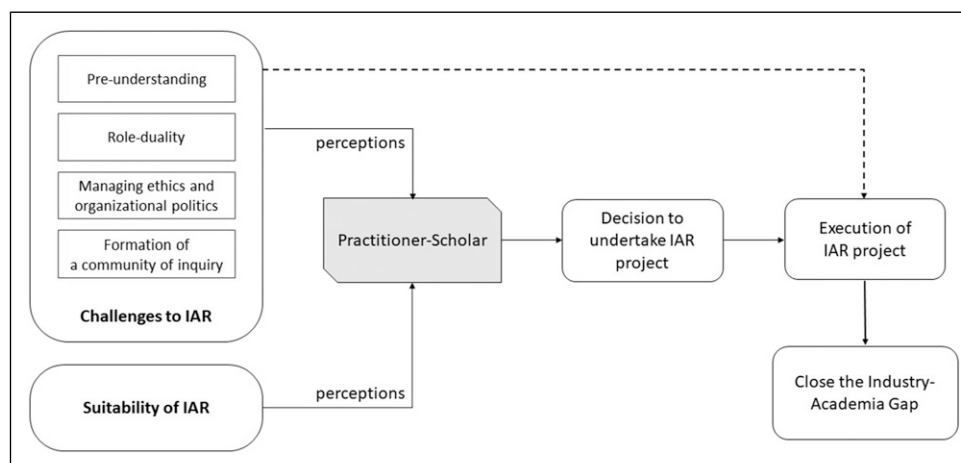 Pre-understanding
Role-duality
Managing ethics and
organizational politics
Formation of
a community of inquiry
Challenges to IAR
Suitability of IAR
perceptions
perceptions
Practitioner-Scholar
Decision to
undertake IAR
project
Execution of
IAR project
Close the Industry-
Academia Gap